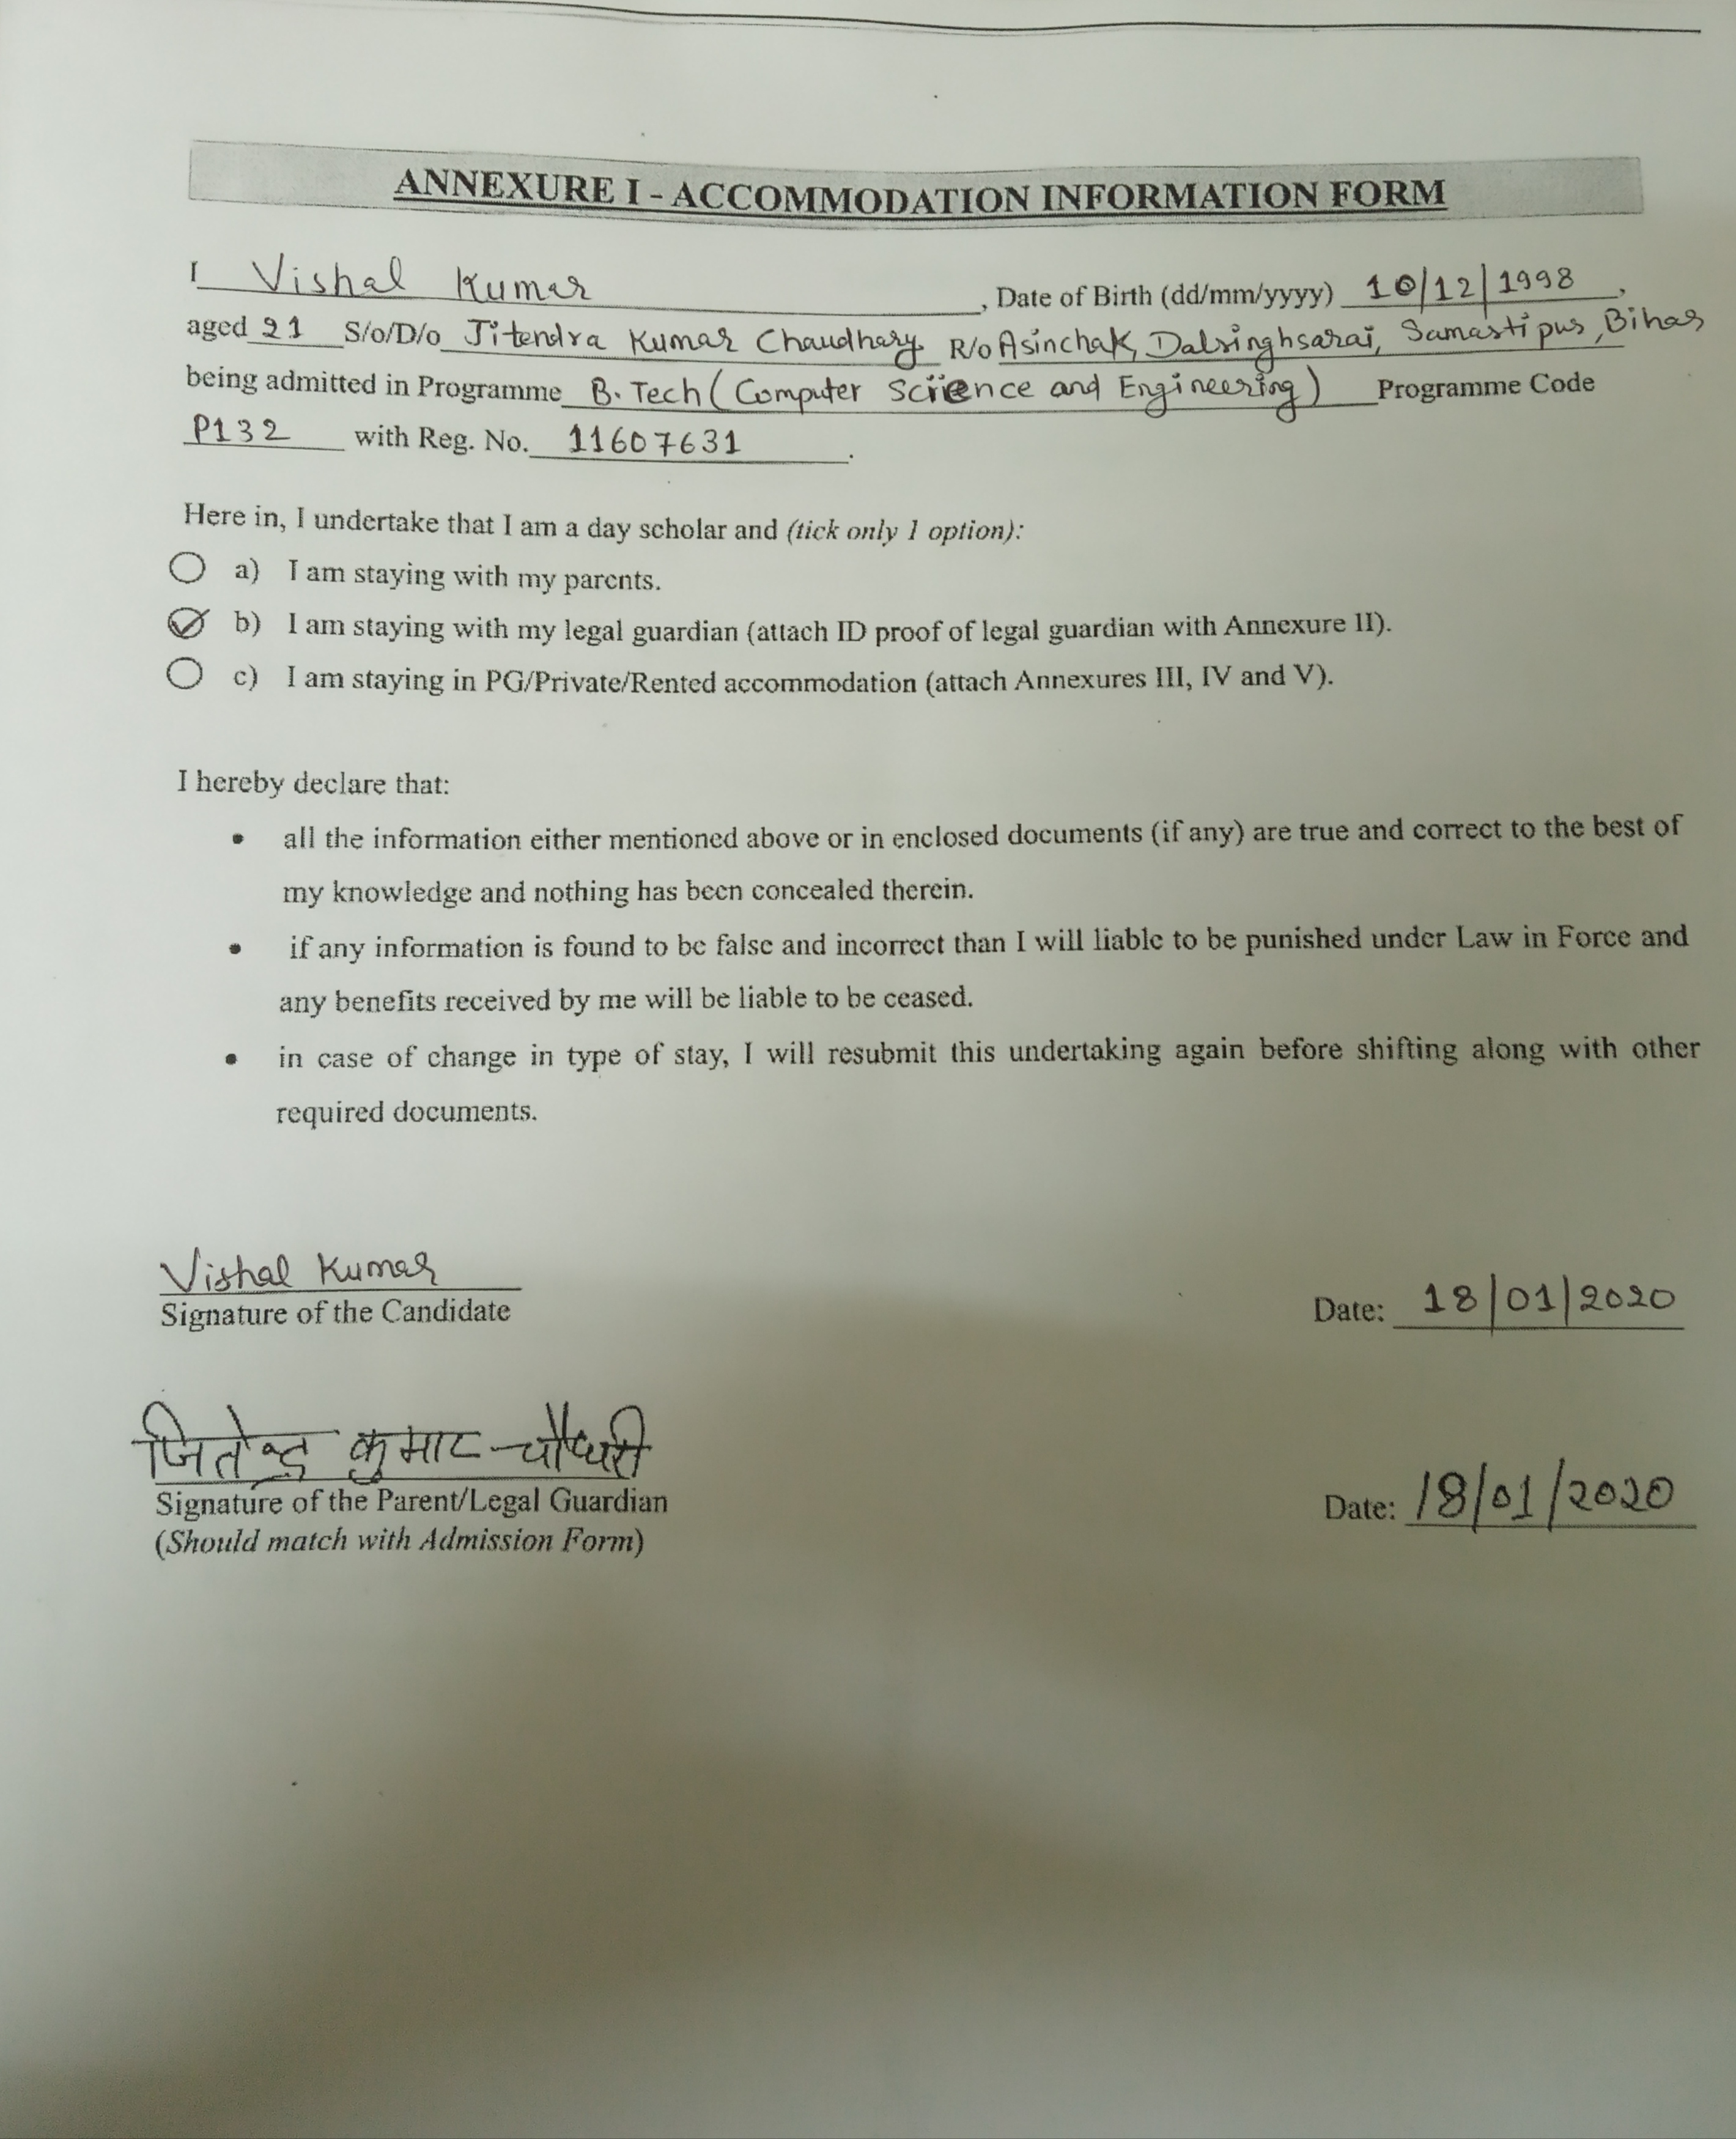 ANNEXURE I - ACCOMMODATION INFORMATION FORM
I Vishal Kumar, Date of Birth (dd/mm/yyyy) 10/12/1998,
aged 21 S/o/D/o Jitendra Kumar Chaudhary R/o Asinchak, Dalsinghsarai, Samastipur, Bihar
being admitted in Programme B.Tech (Computer Science and Engineering) Programme Code
P132 with Reg. No. 11607631.
Here in, I undertake that I am a day scholar and (tick only 1 option):
a) I am staying with my parents.
b) I am staying with my legal guardian (attach ID proof of legal guardian with Annexure II).
c) I am staying in PG/Private/Rented accommodation (attach Annexures III, IV and V).
I hereby declare that:
• all the information either mentioned above or in enclosed documents (if any) are true and correct to the best of
my knowledge and nothing has been concealed therein.
• if any information is found to be false and incorrect than I will liable to be punished under Law in Force and
any benefits received by me will be liable to be ceased.
• in case of change in type of stay, I will resubmit this undertaking again before shifting along with other
required documents.
Vishal Kumar
Signature of the Candidate
Date: 18/01/2020
जितेन्द्र कुमार चौधरी
Signature of the Parent/Legal Guardian
(Should match with Admission Form)
Date: 18/01/2020